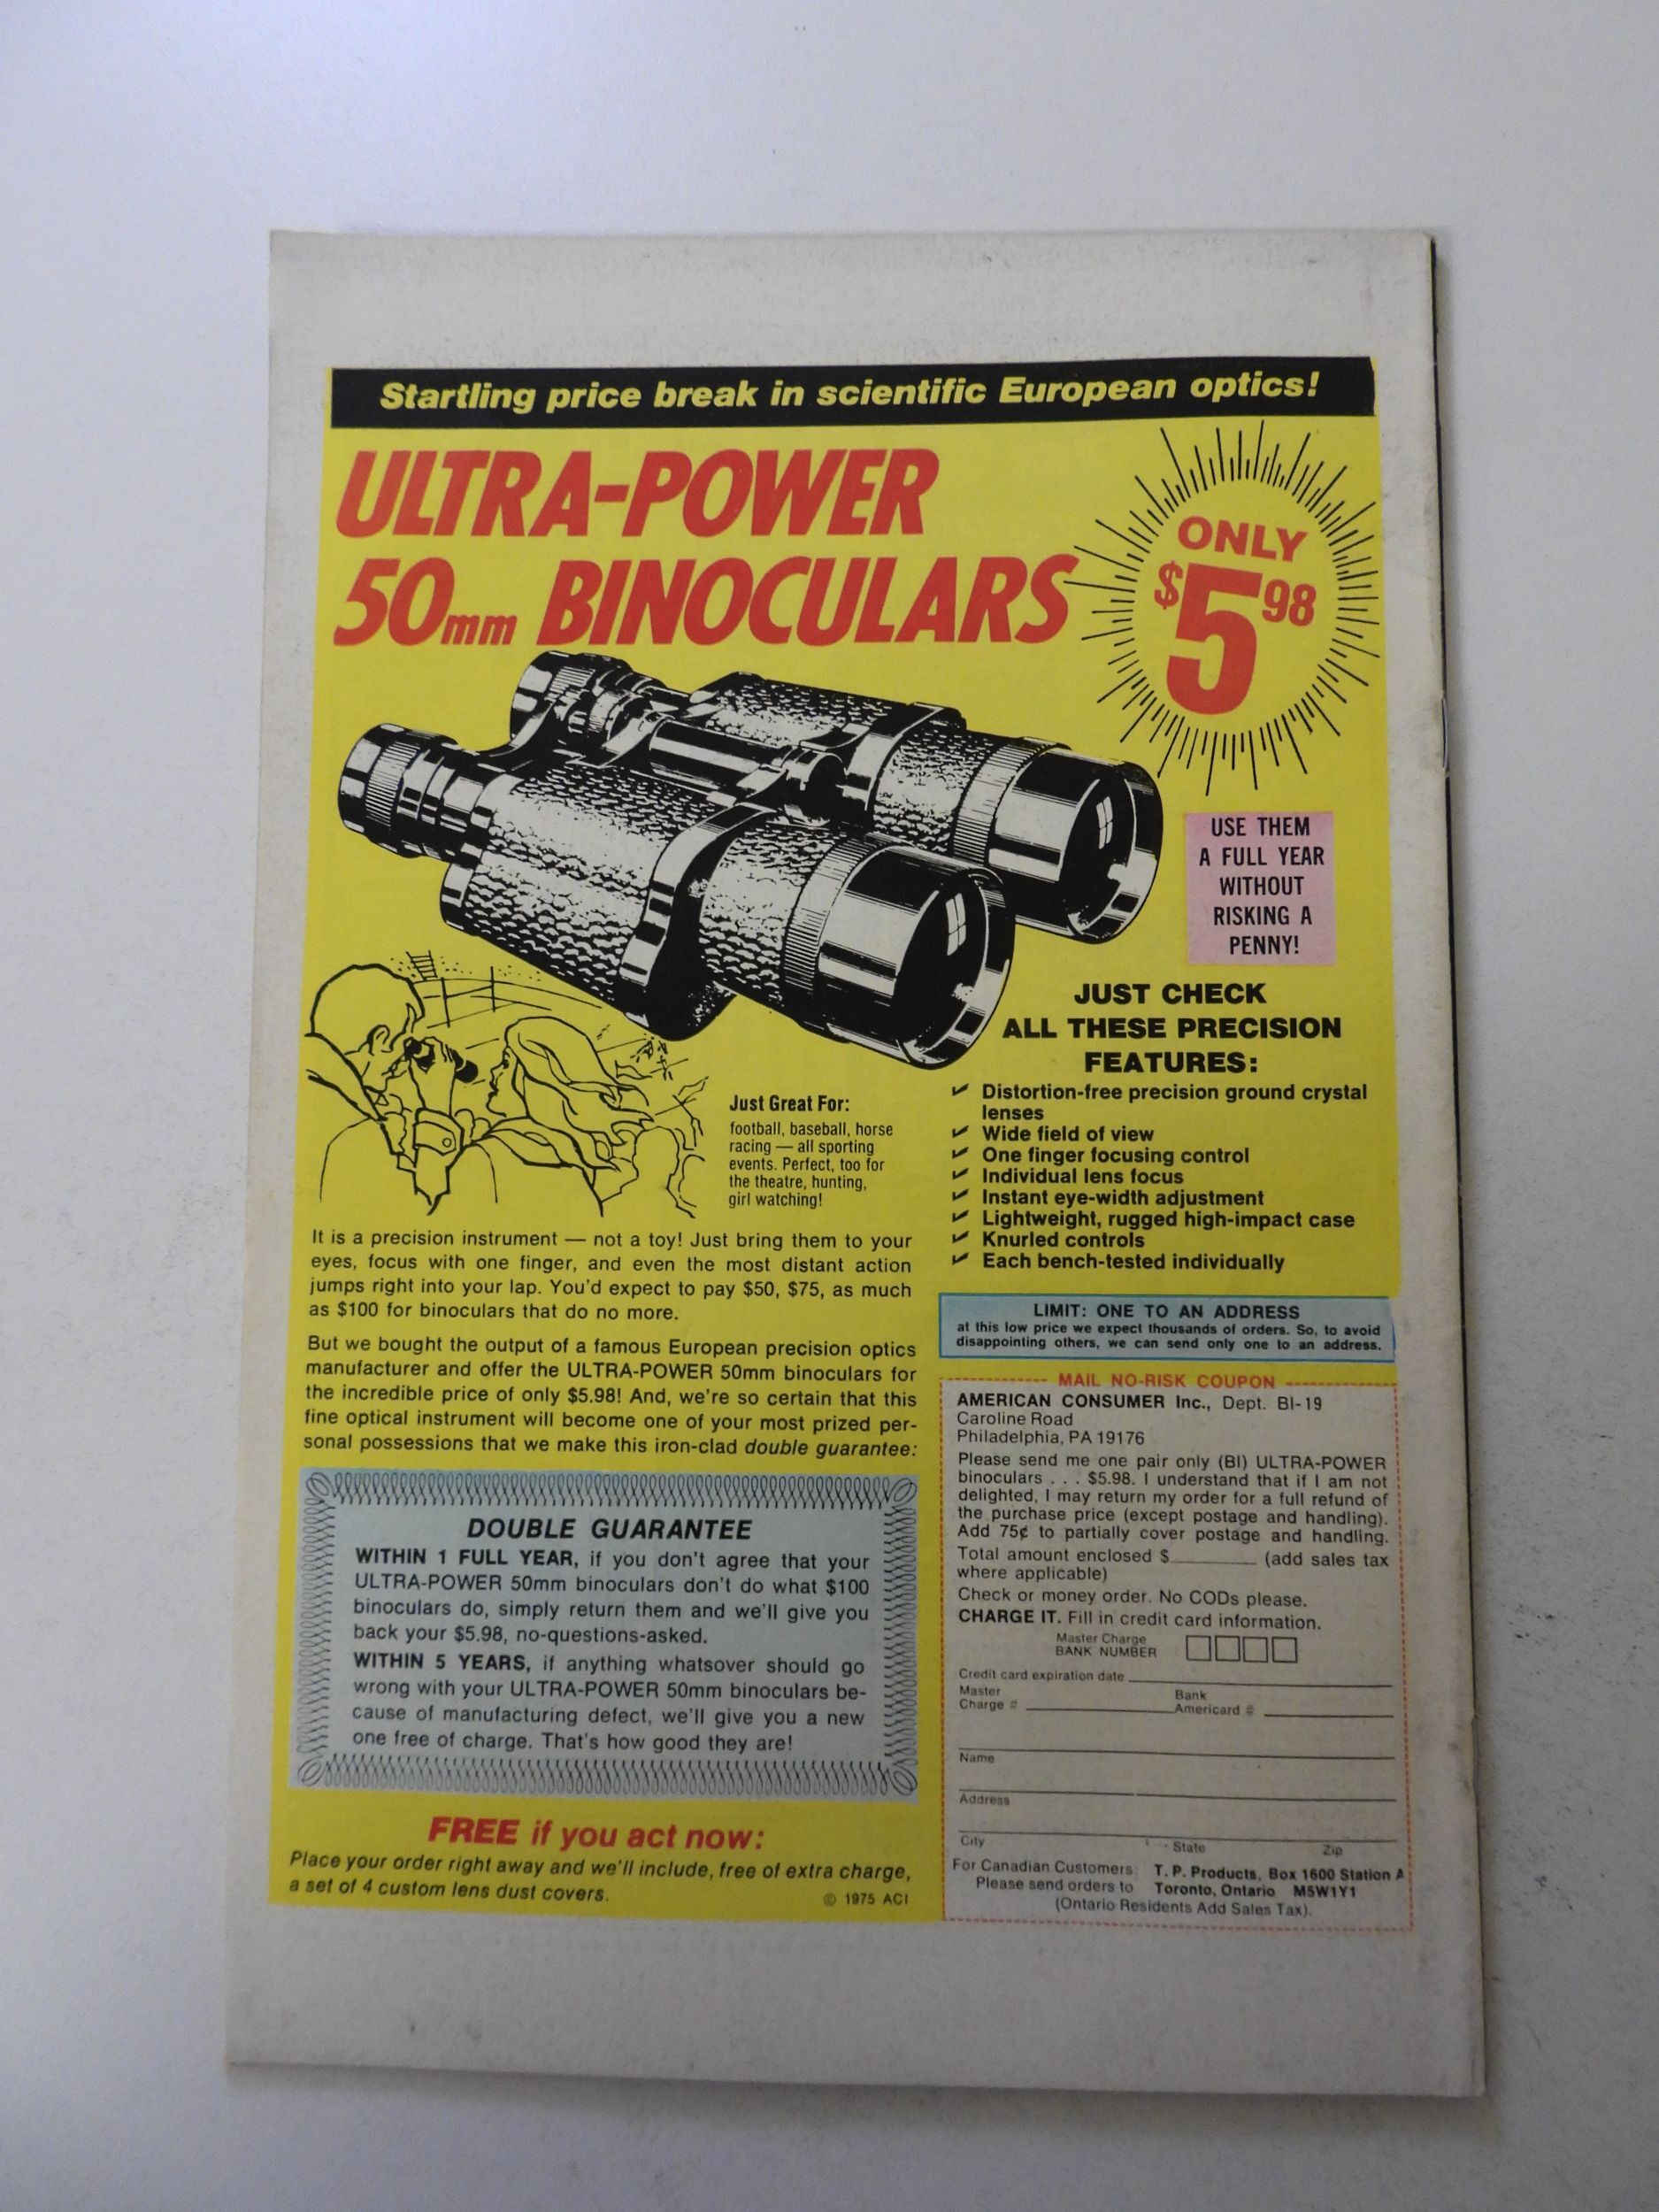 Startling price break in scientific European optics!
ULTRA-POWER
50mm BINOCULARS
ONLY
$5 98
USE THEM
A FULL YEAR
WITHOUT
RISKING A
PENNY!
JUST CHECK
ALL THESE PRECISION
FEATURES:
✔ Distortion-free precision ground crystal
lenses
✔ Wide field of view
✔ One finger focusing control
✔ Individual lens focus
✔ Instant eye-width adjustment
✔ Lightweight, rugged high-impact case
✔ Knurled controls
✔ Each bench-tested individually
Just Great For:
football, baseball, horse
racing — all sporting
events. Perfect, too for
the theatre, hunting,
girl watching!
It is a precision instrument — not a toy! Just bring them to your
eyes, focus with one finger, and even the most distant action
jumps right into your lap. You'd expect to pay $50, $75, as much
as $100 for binoculars that do no more.
But we bought the output of a famous European precision optics
manufacturer and offer the ULTRA-POWER 50mm binoculars for
the incredible price of only $5.98! And, we're so certain that this
fine optical instrument will become one of your most prized per-
sonal possessions that we make this iron-clad double guarantee:
DOUBLE GUARANTEE
WITHIN 1 FULL YEAR, if you don't agree that your
ULTRA-POWER 50mm binoculars don't do what $100
binoculars do, simply return them and we'll give you
back your $5.98, no-questions-asked.
WITHIN 5 YEARS, if anything whatsover should go
wrong with your ULTRA-POWER 50mm binoculars be-
cause of manufacturing defect, we'll give you a new
one free of charge. That's how good they are!
FREE if you act now:
Place your order right away and we'll include, free of extra charge,
a set of 4 custom lens dust covers.
© 1975 ACI
LIMIT: ONE TO AN ADDRESS
at this low price we expect thousands of orders. So, to avoid
disappointing others, we can send only one to an address.
MAIL NO-RISK COUPON
AMERICAN CONSUMER Inc., Dept. BI-19
Caroline Road
Philadelphia, PA 19176
Please send me one pair only (BI) ULTRA-POWER
binoculars . . . $5.98. I understand that if I am not
delighted, I may return my order for a full refund of
the purchase price (except postage and handling).
Add 75¢ to partially cover postage and handling.
Total amount enclosed $________ (add sales tax
where applicable)
Check or money order. No CODs please.
CHARGE IT. Fill in credit card information.
Master Charge
BANK NUMBER
Credit card expiration date
Master
Charge #
Bank
Americard #
Name
Address
City State Zip
For Canadian Customers: T. P. Products, Box 1600 Station A
Please send orders to Toronto, Ontario M5W1Y1
(Ontario Residents Add Sales Tax).